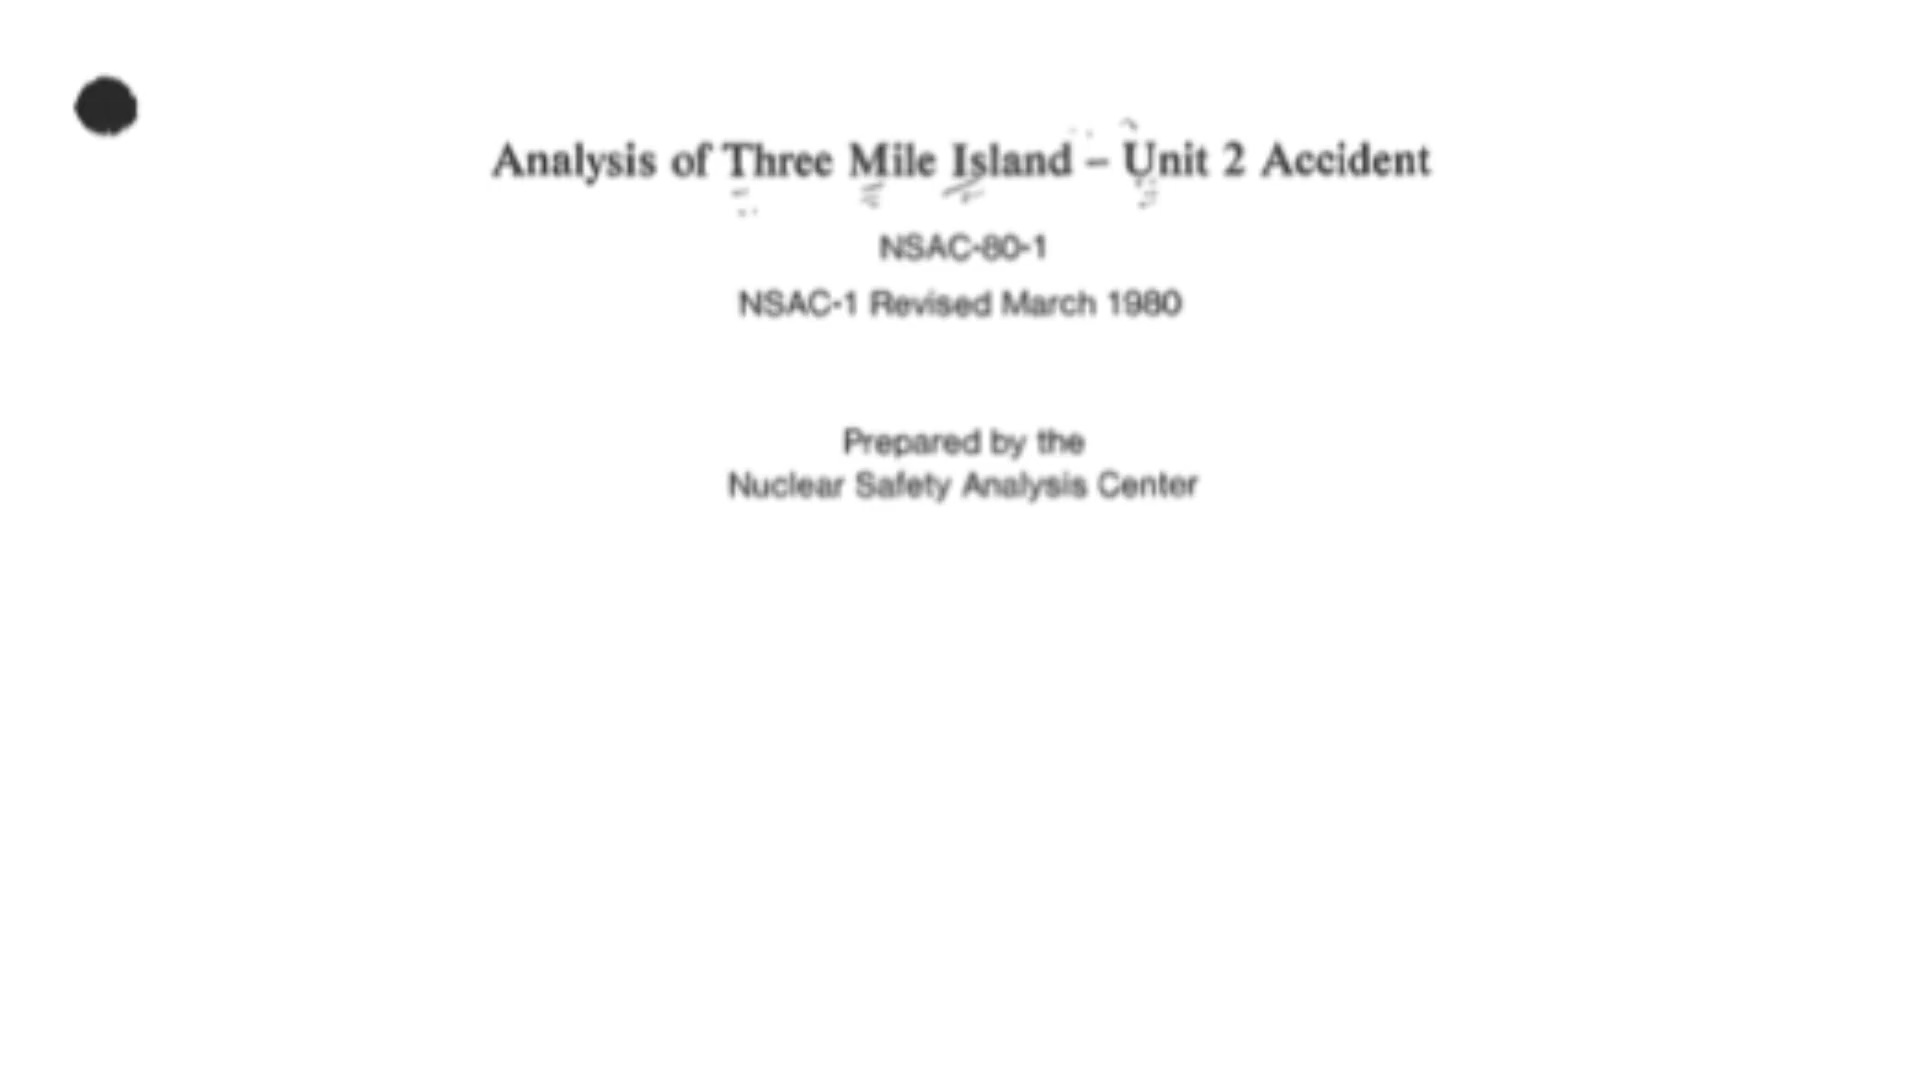 Analysis of Three Mile Island – Unit 2 Accident
NSAC-80-1
NSAC-1 Revised March 1980
Prepared by the
Nuclear Safety Analysis Center